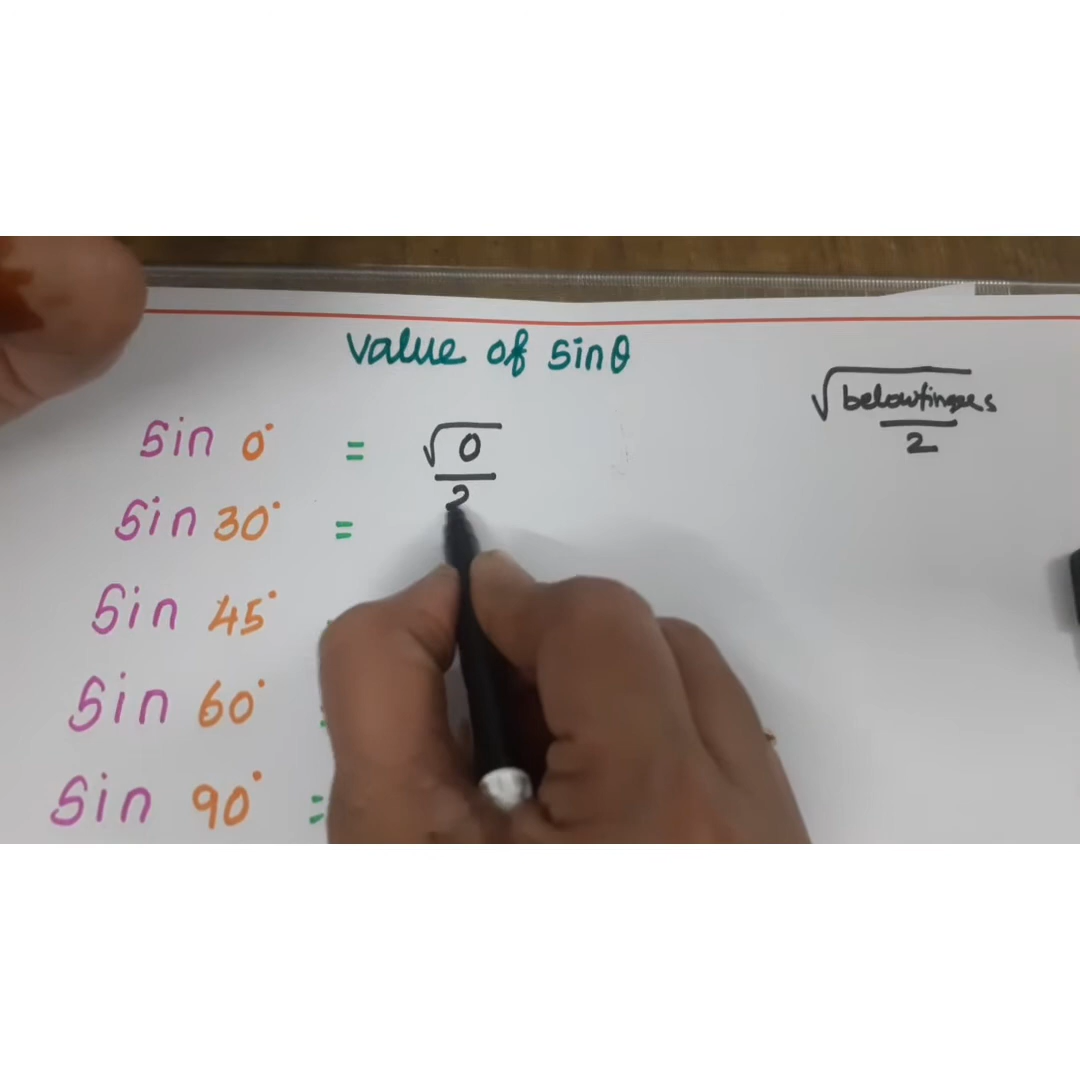 value of sinθ
√belowfingers
2
sin 0° = √0
2
sin 30° =
sin 45°
sin 60°
sin 90° =